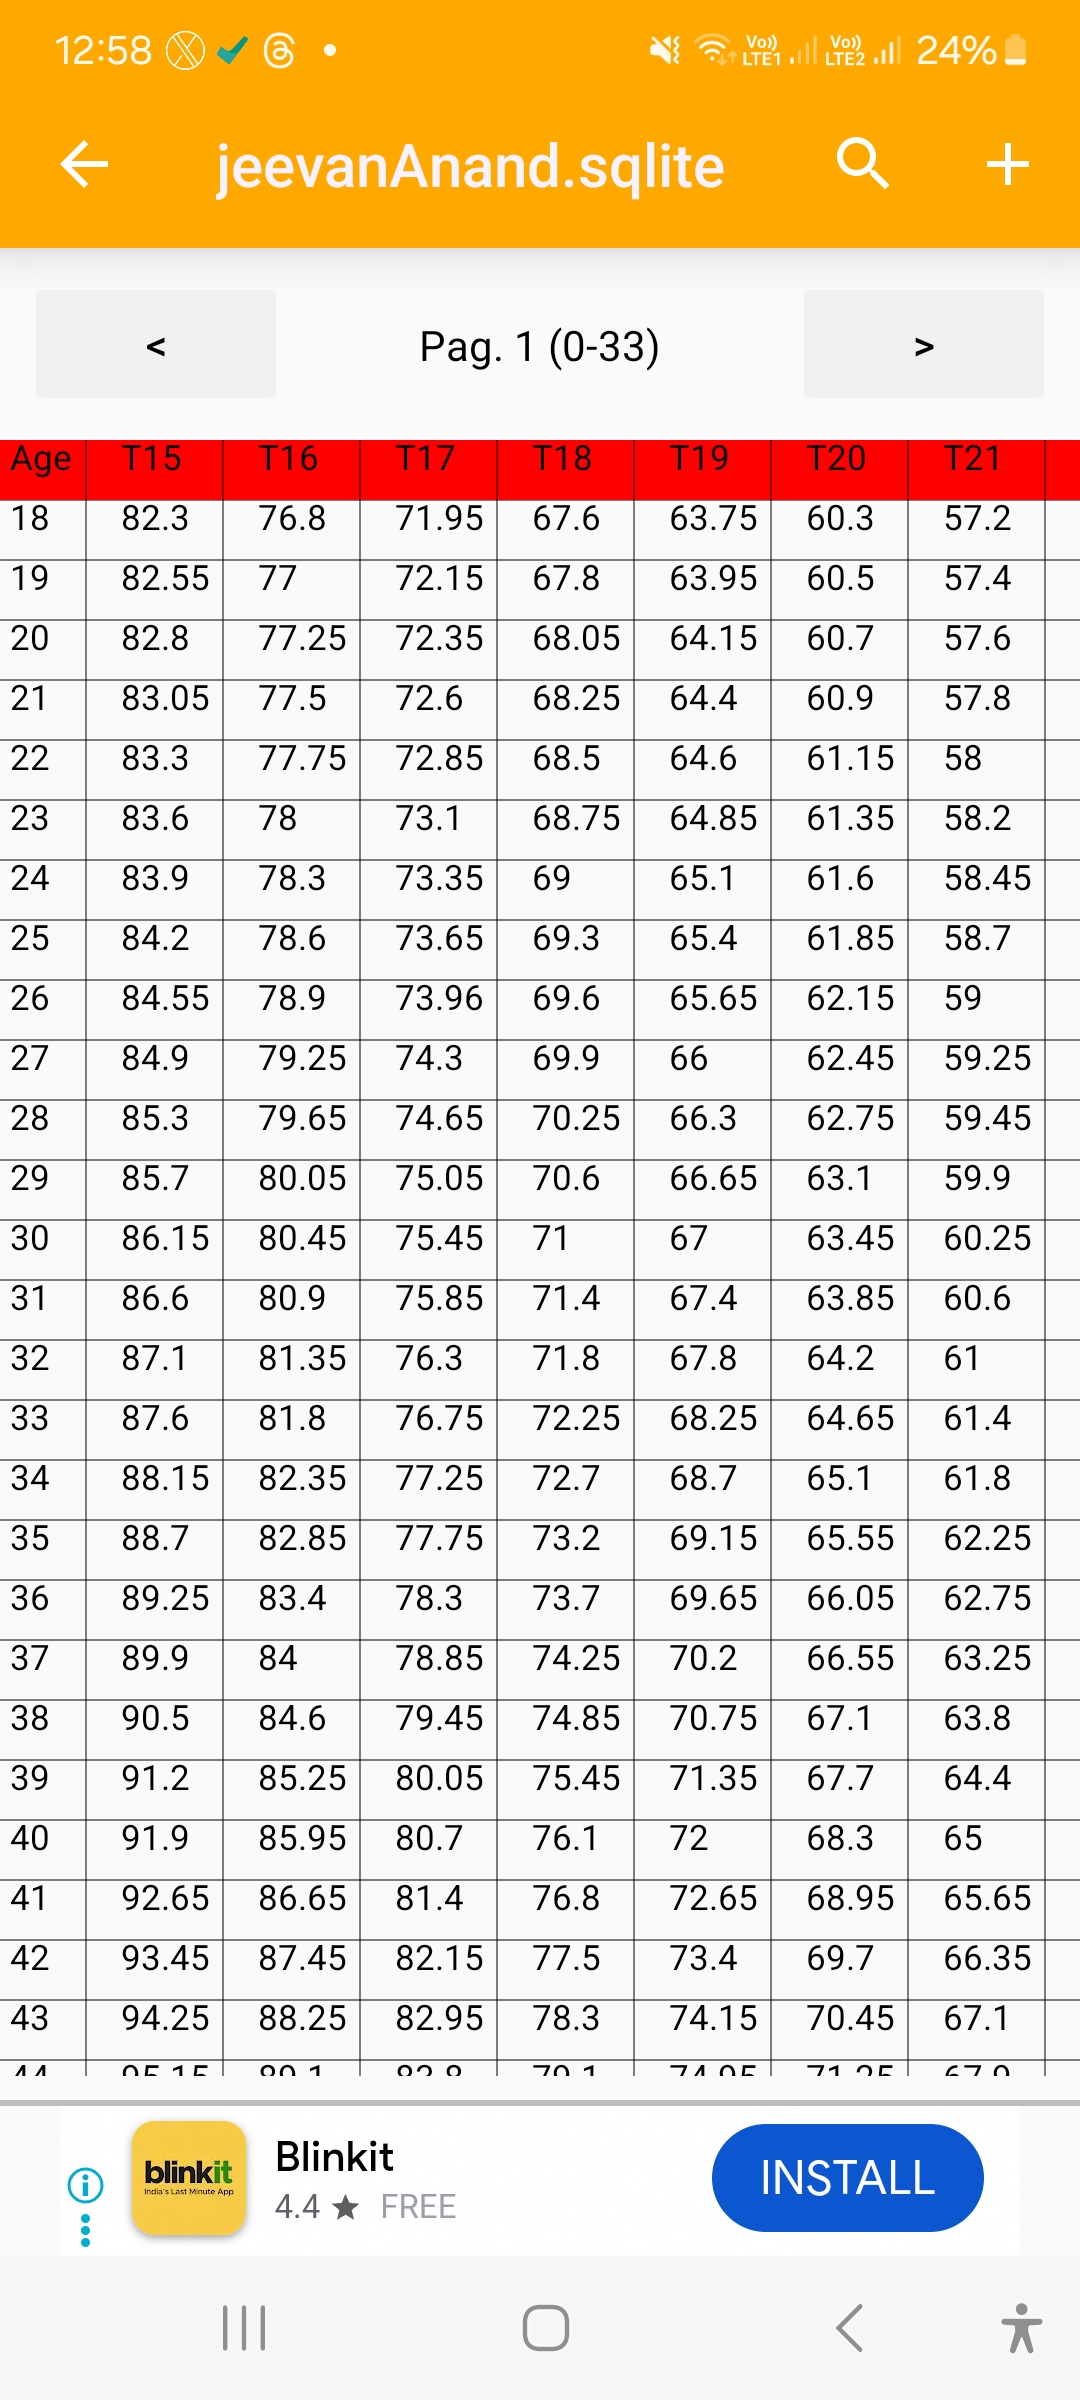 12:58 Vo)) LTE1 Vo)) LTE2 24%
jeevanAnand.sqlite
< Pag. 1 (0-33) >
Age T15 T16 T17 T18 T19 T20 T21
18 82.3 76.8 71.95 67.6 63.75 60.3 57.2
19 82.55 77 72.15 67.8 63.95 60.5 57.4
20 82.8 77.25 72.35 68.05 64.15 60.7 57.6
21 83.05 77.5 72.6 68.25 64.4 60.9 57.8
22 83.3 77.75 72.85 68.5 64.6 61.15 58
23 83.6 78 73.1 68.75 64.85 61.35 58.2
24 83.9 78.3 73.35 69 65.1 61.6 58.45
25 84.2 78.6 73.65 69.3 65.4 61.85 58.7
26 84.55 78.9 73.96 69.6 65.65 62.15 59
27 84.9 79.25 74.3 69.9 66 62.45 59.25
28 85.3 79.65 74.65 70.25 66.3 62.75 59.45
29 85.7 80.05 75.05 70.6 66.65 63.1 59.9
30 86.15 80.45 75.45 71 67 63.45 60.25
31 86.6 80.9 75.85 71.4 67.4 63.85 60.6
32 87.1 81.35 76.3 71.8 67.8 64.2 61
33 87.6 81.8 76.75 72.25 68.25 64.65 61.4
34 88.15 82.35 77.25 72.7 68.7 65.1 61.8
35 88.7 82.85 77.75 73.2 69.15 65.55 62.25
36 89.25 83.4 78.3 73.7 69.65 66.05 62.75
37 89.9 84 78.85 74.25 70.2 66.55 63.25
38 90.5 84.6 79.45 74.85 70.75 67.1 63.8
39 91.2 85.25 80.05 75.45 71.35 67.7 64.4
40 91.9 85.95 80.7 76.1 72 68.3 65
41 92.65 86.65 81.4 76.8 72.65 68.95 65.65
42 93.45 87.45 82.15 77.5 73.4 69.7 66.35
43 94.25 88.25 82.95 78.3 74.15 70.45 67.1
blinkit
India's Last Minute App
Blinkit
4.4 ★ FREE
INSTALL